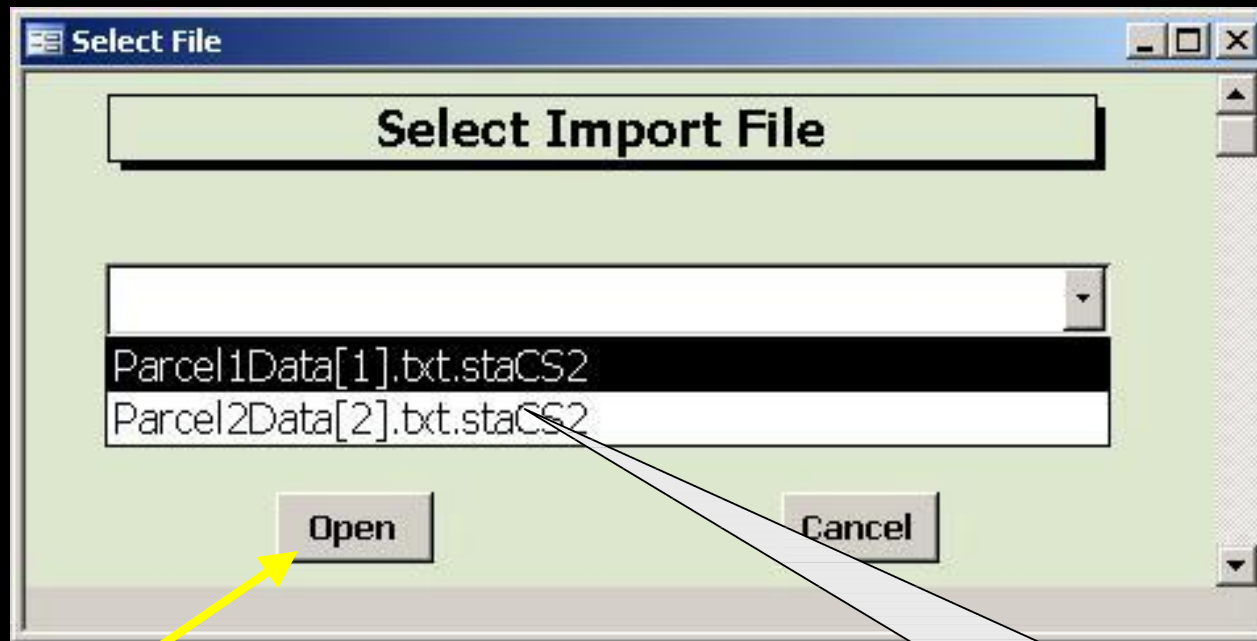 Select File
Select Import File
Parcel1Data[1].txt.staCS2
Parcel2Data[2].txt.staCS2
Open
Cancel